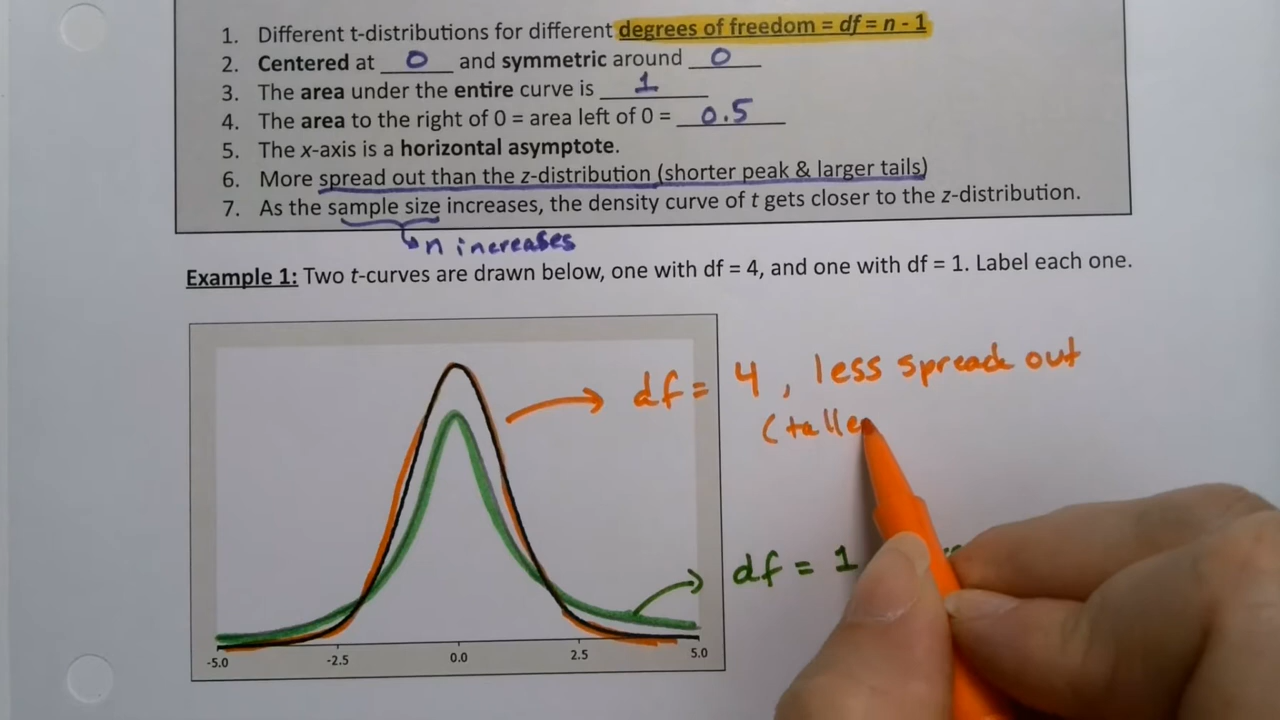 1. Different t-distributions for different degrees of freedom = df = n - 1
2. Centered at 0 and symmetric around 0
3. The area under the entire curve is 1
4. The area to the right of 0 = area left of 0 = 0.5
5. The x-axis is a horizontal asymptote.
6. More spread out than the z-distribution (shorter peak & larger tails)
7. As the sample size increases, the density curve of t gets closer to the z-distribution.
n increases
Example 1: Two t-curves are drawn below, one with df = 4, and one with df = 1. Label each one.
df = 4, less spread out
(talle
df = 1
-5.0 -2.5 0.0 2.5 5.0